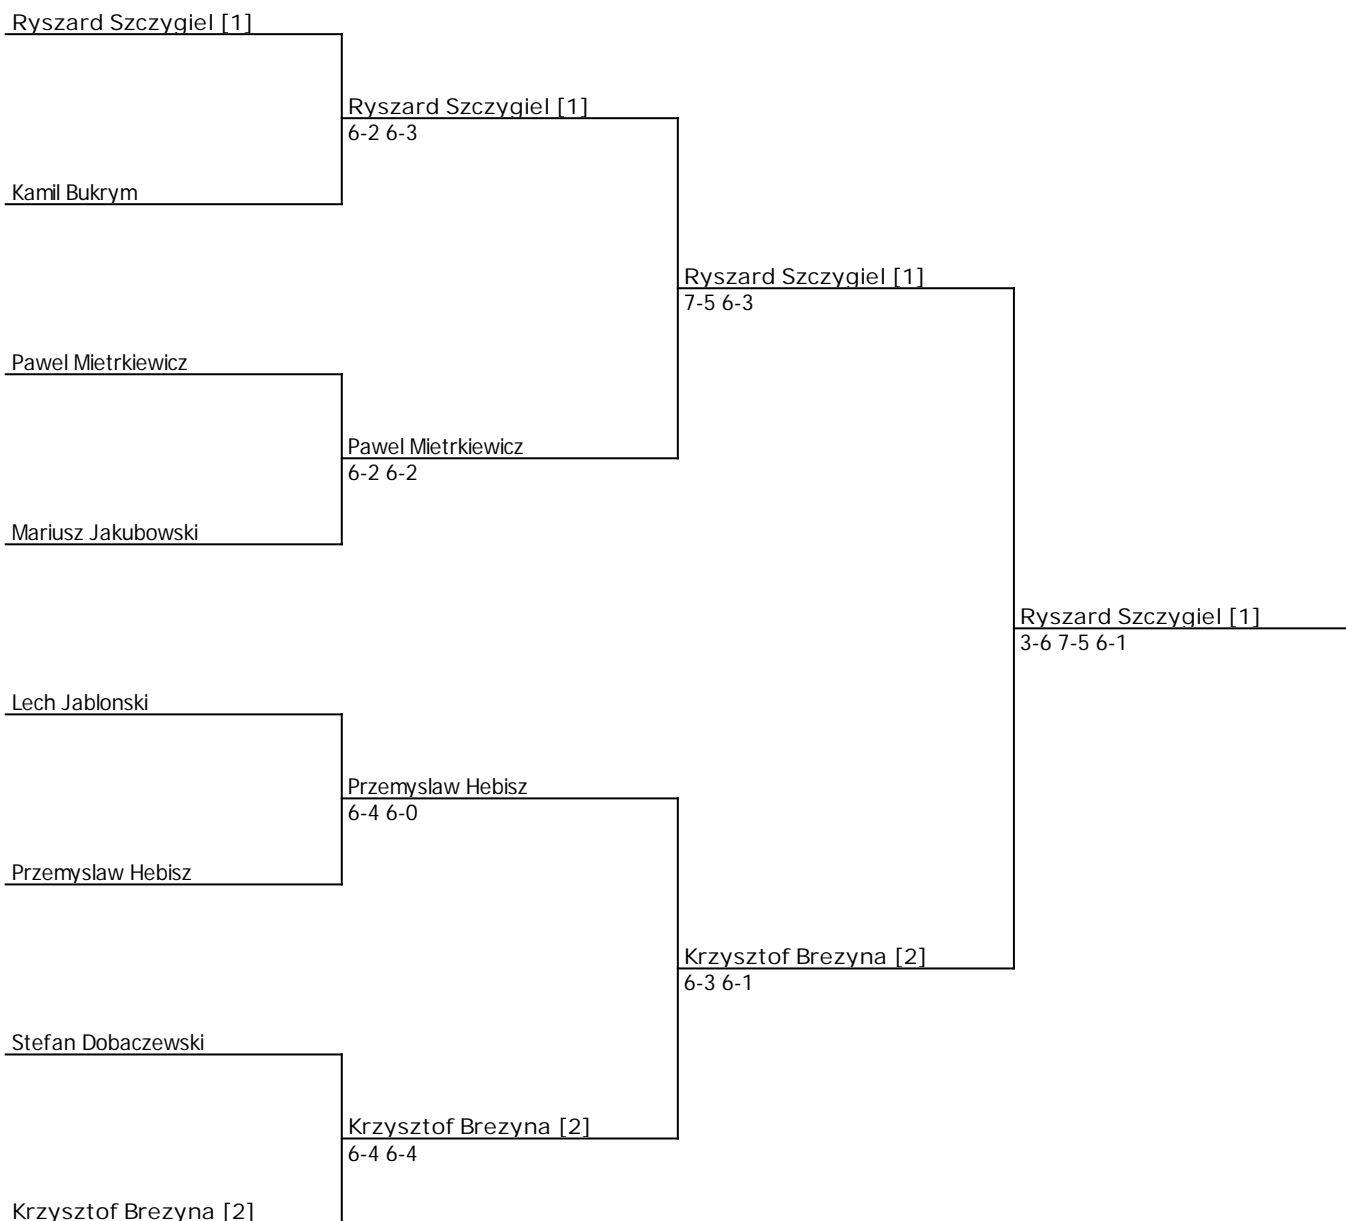 Ryszard Szczygiel [1]
Ryszard Szczygiel [1]
6-2 6-3
Kamil Bukrym
Ryszard Szczygiel [1]
7-5 6-3
Pawel Mietrkiewicz
Pawel Mietrkiewicz
6-2 6-2
Mariusz Jakubowski
Ryszard Szczygiel [1]
3-6 7-5 6-1
Lech Jablonski
Przemyslaw Hebisz
6-4 6-0
Przemyslaw Hebisz
Krzysztof Brezyna [2]
6-3 6-1
Stefan Dobaczewski
Krzysztof Brezyna [2]
6-4 6-4
Krzysztof Brezyna [2]